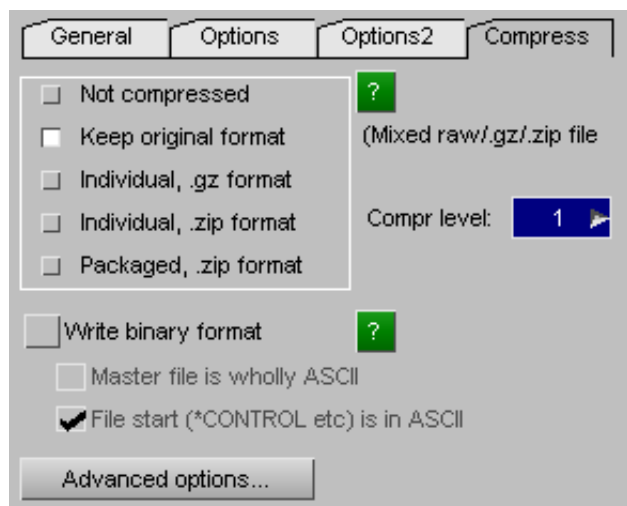 General Options Options2 Compress
Not compressed ?
Keep original format (Mixed raw/.gz/.zip file
Individual, .gz format
Individual, .zip format Compr level: 1
Packaged, .zip format
Write binary format ?
Master file is wholly ASCII
File start (*CONTROL etc) is in ASCII
Advanced options...